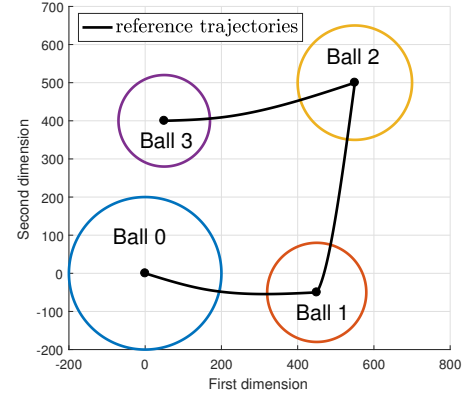 700
reference trajectories
600
Ball 2
500
400
Ball 3
300
200
Ball 0
100
0
-100
Ball 1
-200
-200
0
200
400
600
800
First dimension
Second dimension